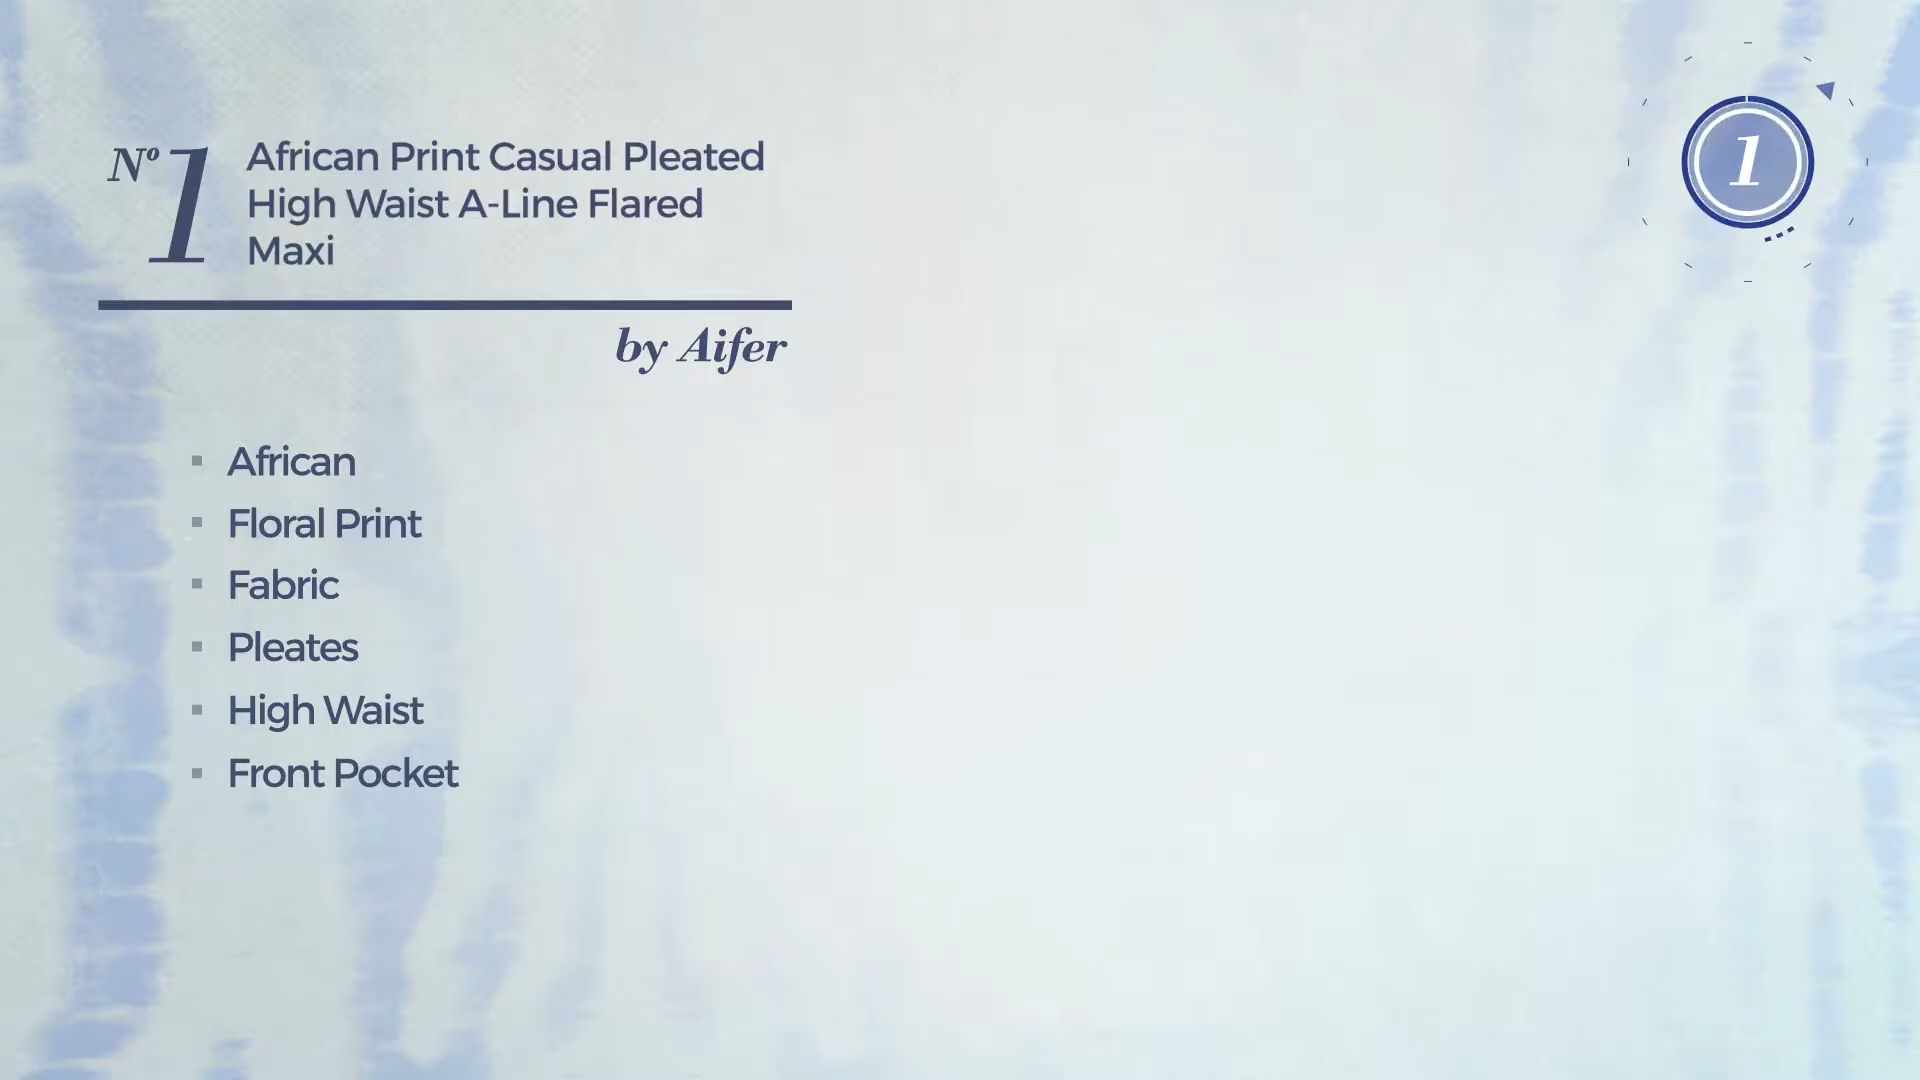 Nº 1
African Print Casual Pleated
High Waist A-Line Flared
Maxi
by Aifer
African
Floral Print
Fabric
Pleates
High Waist
Front Pocket
1